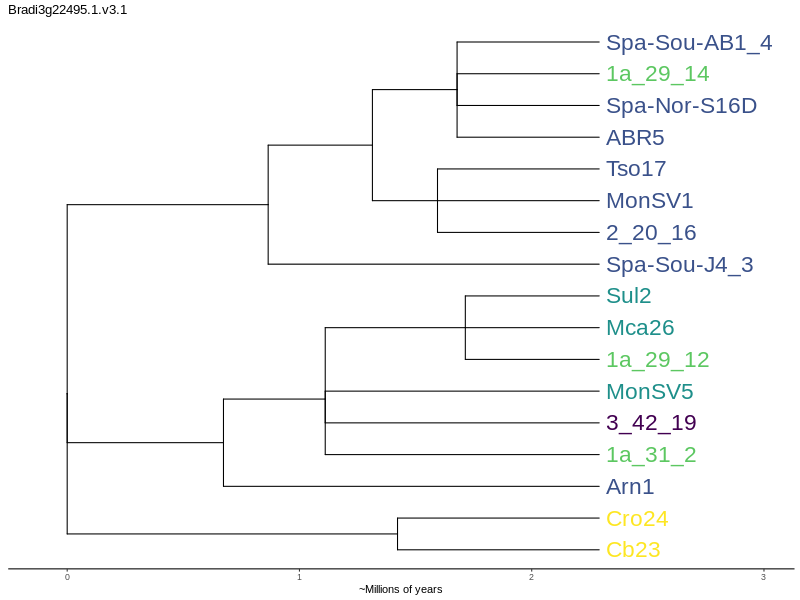 Bradi3g22495.1.v3.1
Spa-Sou-AB1_4
1a_29_14
Spa-Nor-S16D
ABR5
Tso17
MonSV1
2_20_16
Spa-Sou-J4_3
Sul2
Mca26
1a_29_12
MonSV5
3_42_19
1a_31_2
Arn1
Cro24
Cb23
0 1 2 3
~Millions of years